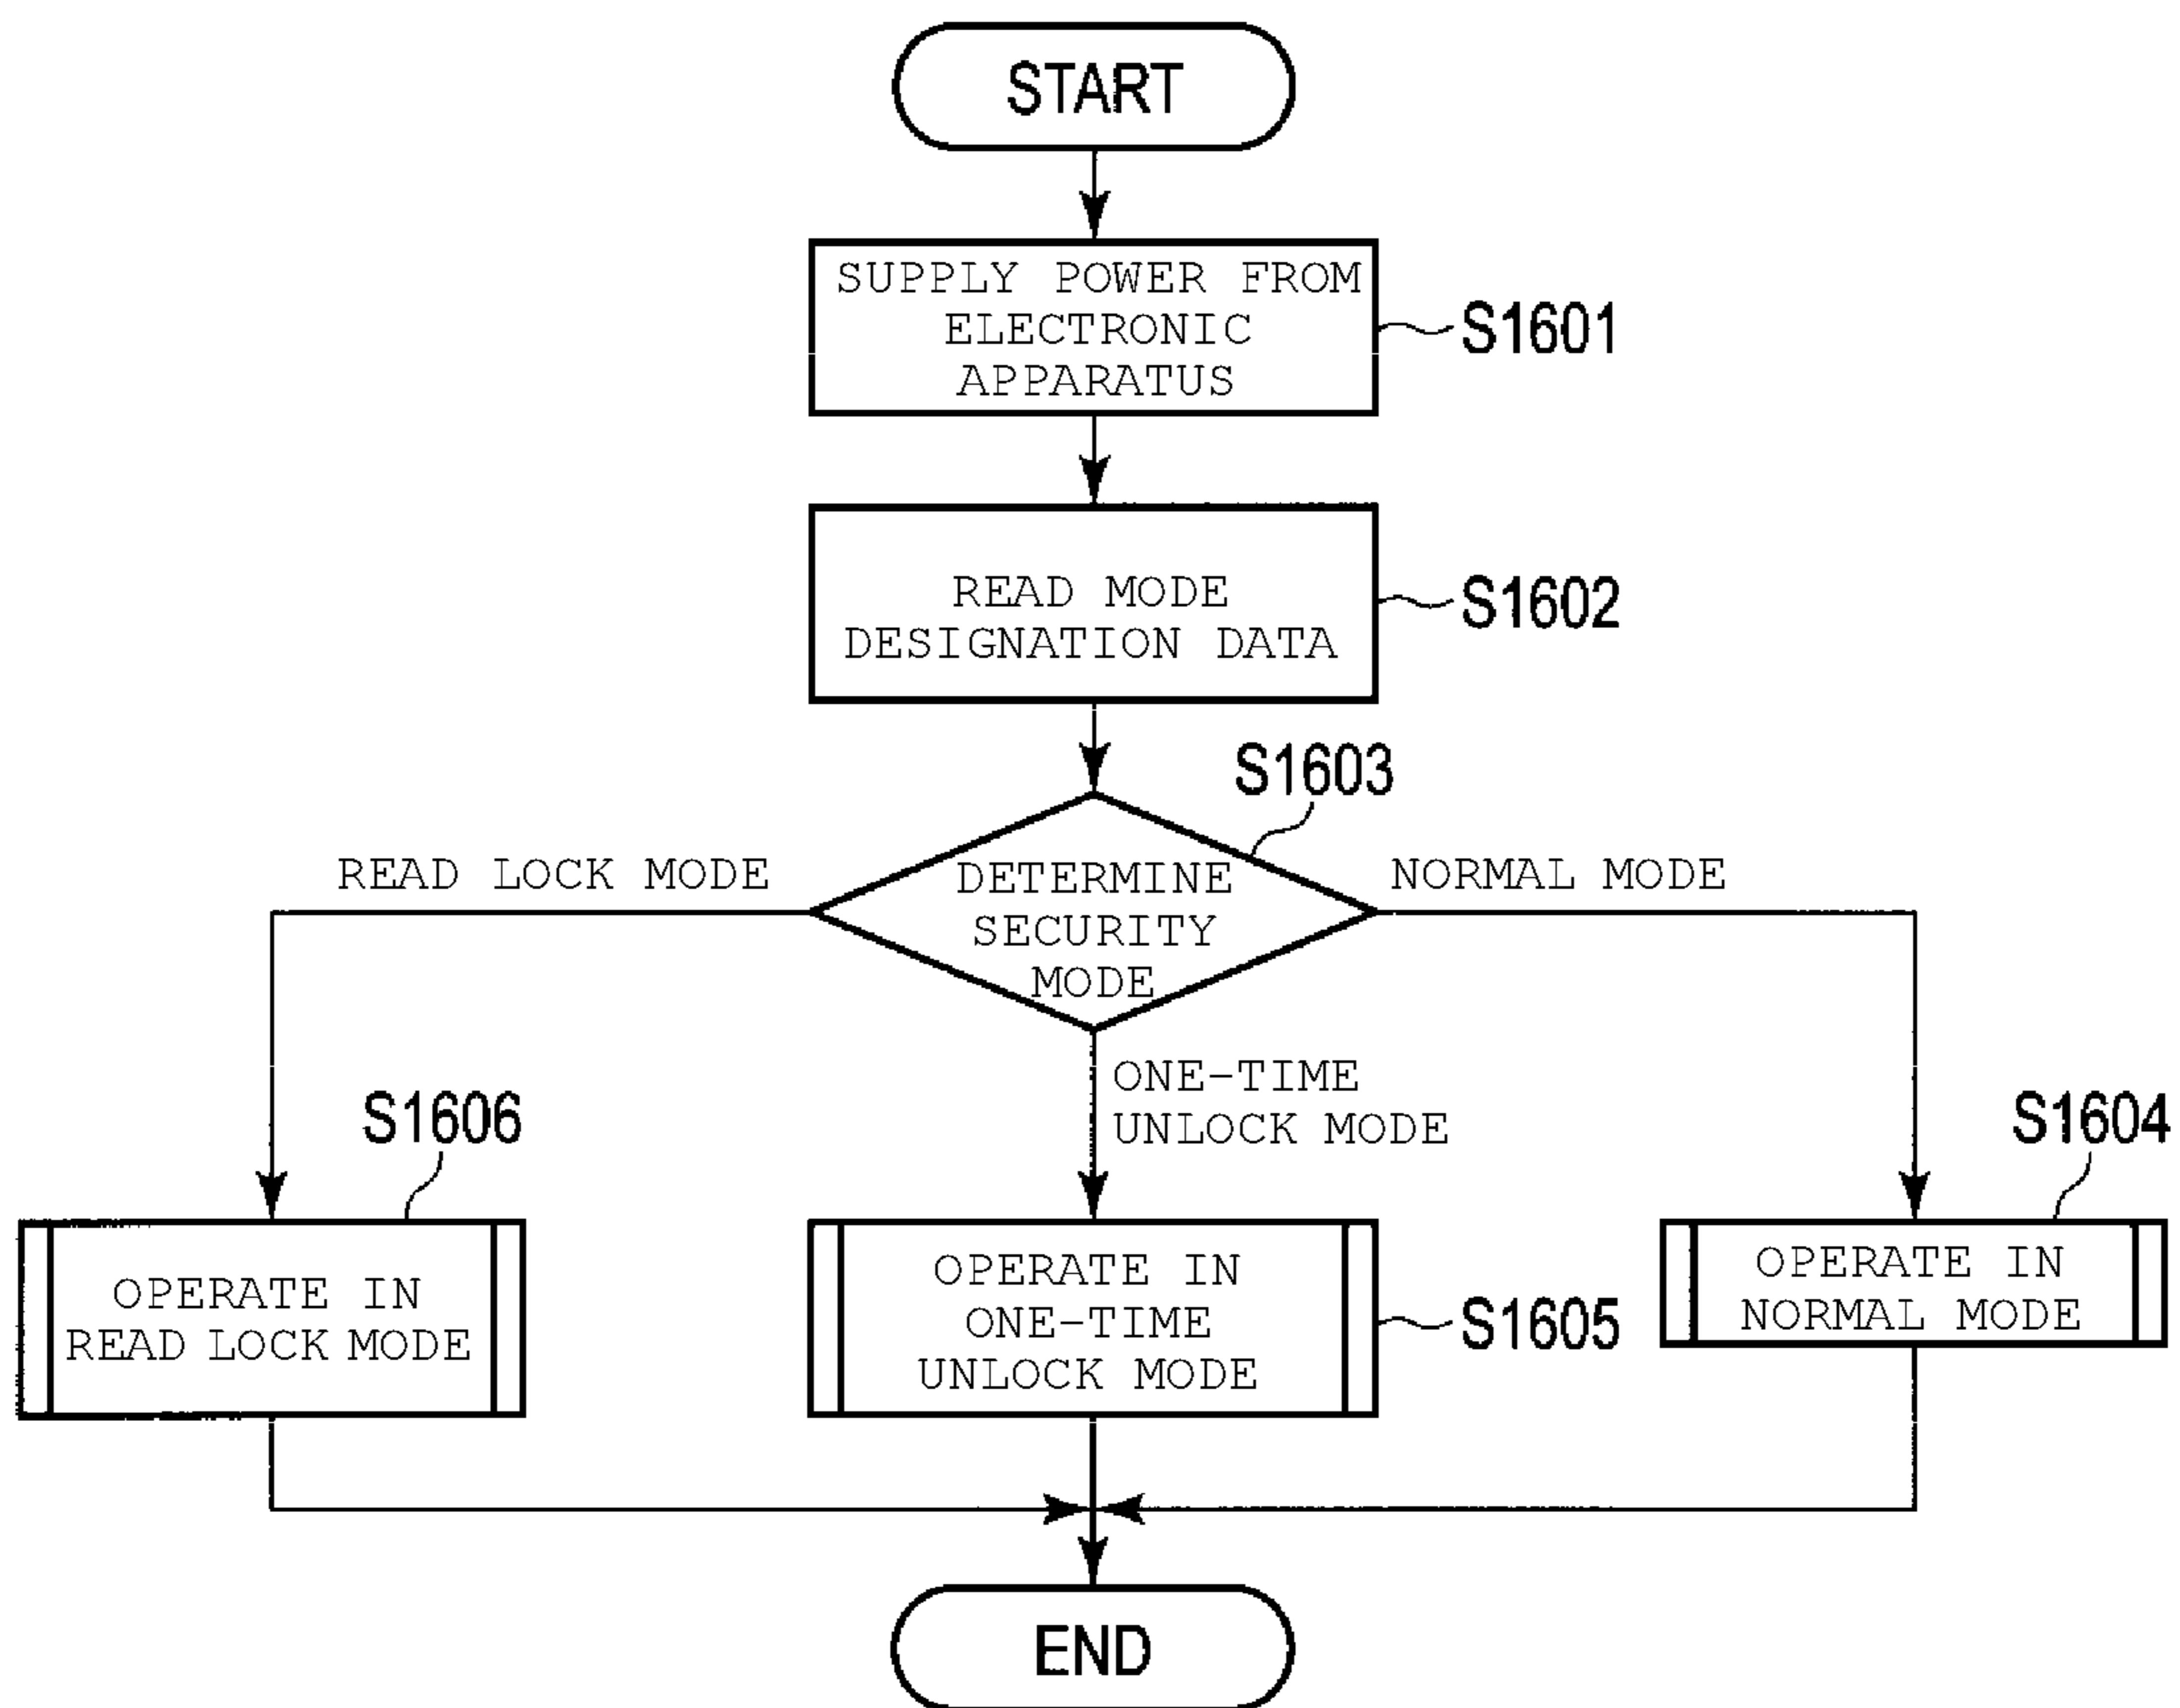 START
SUPPLY POWER FROM
ELECTRONIC
APPARATUS
S1601
READ MODE
DESIGNATION DATA
S1602
S1603
READ LOCK MODE
DETERMINE
SECURITY
MODE
NORMAL MODE
ONE-TIME
UNLOCK MODE
S1606
OPERATE IN
READ LOCK MODE
OPERATE IN
ONE-TIME
UNLOCK MODE
S1605
S1604
OPERATE IN
NORMAL MODE
END